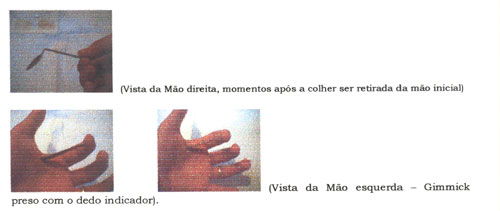 (Vista da Mão direita, momentos após a colher ser retirada da mão inicial)
(Vista da Mão esquerda – Gimmick
preso com o dedo indicador).